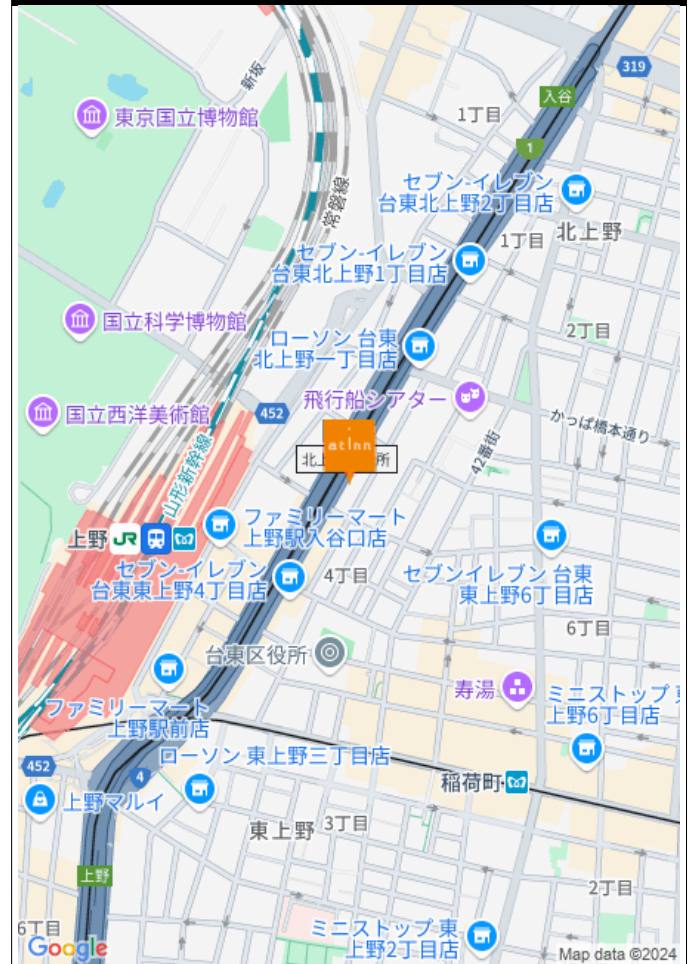 新坂
319
1丁目
入谷
東京国立博物館
1
常磐線
セブン-イレブン
台東北上野2丁目店
1丁目 北上野
セブン-イレブン
台東北上野1丁目店
国立科学博物館
2丁目
ローソン 台東
北上野一丁目店
飛行船シアター
国立西洋美術館
452
かっぱ橋本通り
山形新幹線
atinn
42番街
北上
所
上野 JR
ファミリーマート
上野駅入谷口店
セブン-イレブン
台東東上野4丁目店
4丁目
セブンイレブン 台東
東上野6丁目店
6丁目
台東区役所
寿湯
ミニストップ 東
上野6丁目店
ファミリーマート
上野駅前店
452
4
ローソン 東上野三丁目店
稲荷町
上野マルイ
東上野
3丁目
上野
2丁目
6丁目
ミニストップ 東
上野2丁目店
Google
Map data ©2024